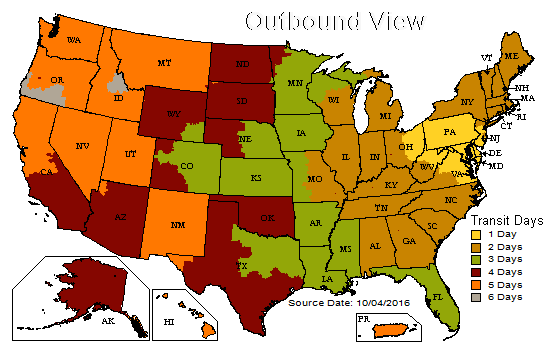 Outbound View
WA
MT
ND
MN
VT
ME
OR
ID
SD
WI
NY
NH
MA
WY
MI
RI
CT
IA
NE
PA
NJ
NV
UT
CO
IL
IN
OH
DE
MD
WV
VA
CA
KS
MO
KY
AZ
NM
OK
AR
TN
NC
SC
TX
LA
MS
AL
GA
FL
Transit Days
1 Day
2 Days
3 Days
4 Days
5 Days
6 Days
Source Date: 10/04/2016
AK
HI
PR